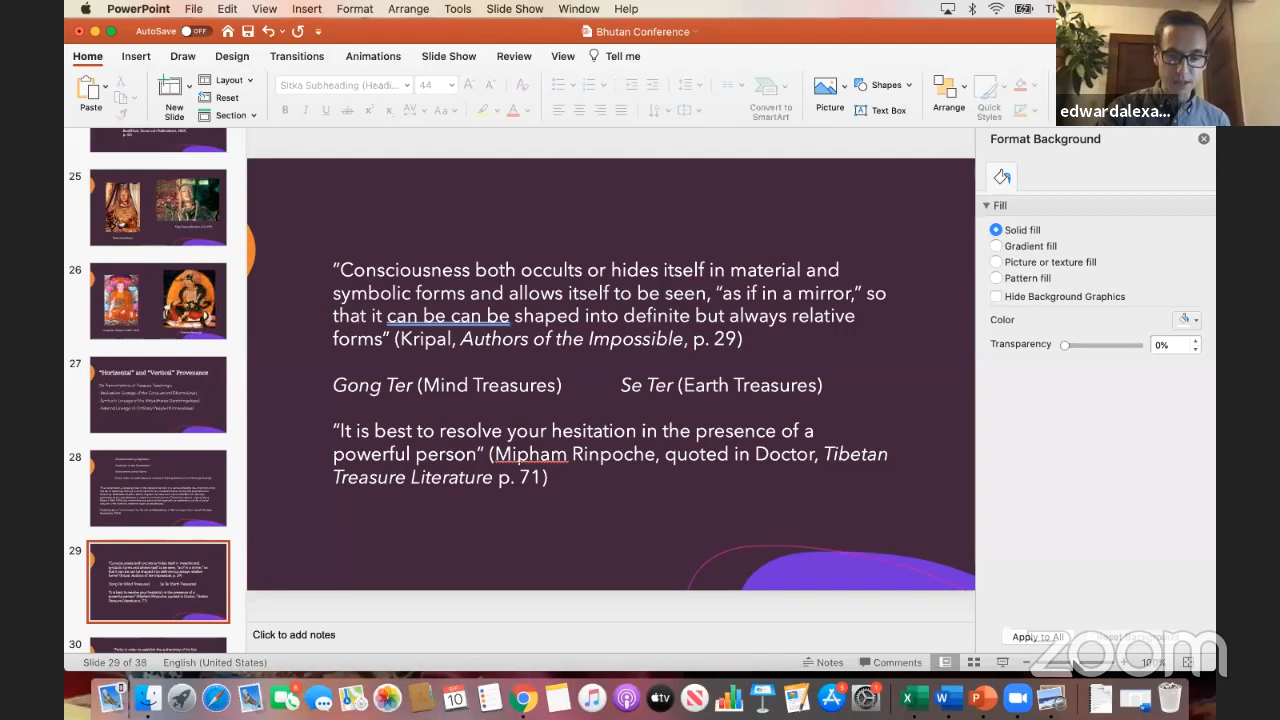 PowerPoint File Edit View Insert Format Arrange Tools Slide Show Window Help
AutoSave OFF
Bhutan Conference
Home Insert Draw Design Transitions Animations Slide Show Review View Tell me
Paste
New
Slide
Layout
Reset
Section
Sitka Subheading (Headi...
44
Convert to
SmartArt
Picture
Shapes
Text Box
Arrange
Quick
Styles
edwardalexa...
25
26
27
"Horizontal" and "Vertical" Provenance
28
29
30
"Consciousness both occults or hides itself in material and
symbolic forms and allows itself to be seen, "as if in a mirror," so
that it can be can be shaped into definite but always relative
forms" (Kripal, Authors of the Impossible, p. 29)
Gong Ter (Mind Treasures) Se Ter (Earth Treasures)
"It is best to resolve your hesitation in the presence of a
powerful person" (Mipham Rinpoche, quoted in Doctor, Tibetan
Treasure Literature p. 71)
Format Background
Fill
Solid fill
Gradient fill
Picture or texture fill
Pattern fill
Hide Background Graphics
Color
Transparency 0%
Apply to All Reset Background
Click to add notes
Slide 29 of 38 English (United States)
Notes Comments
100%
zoom